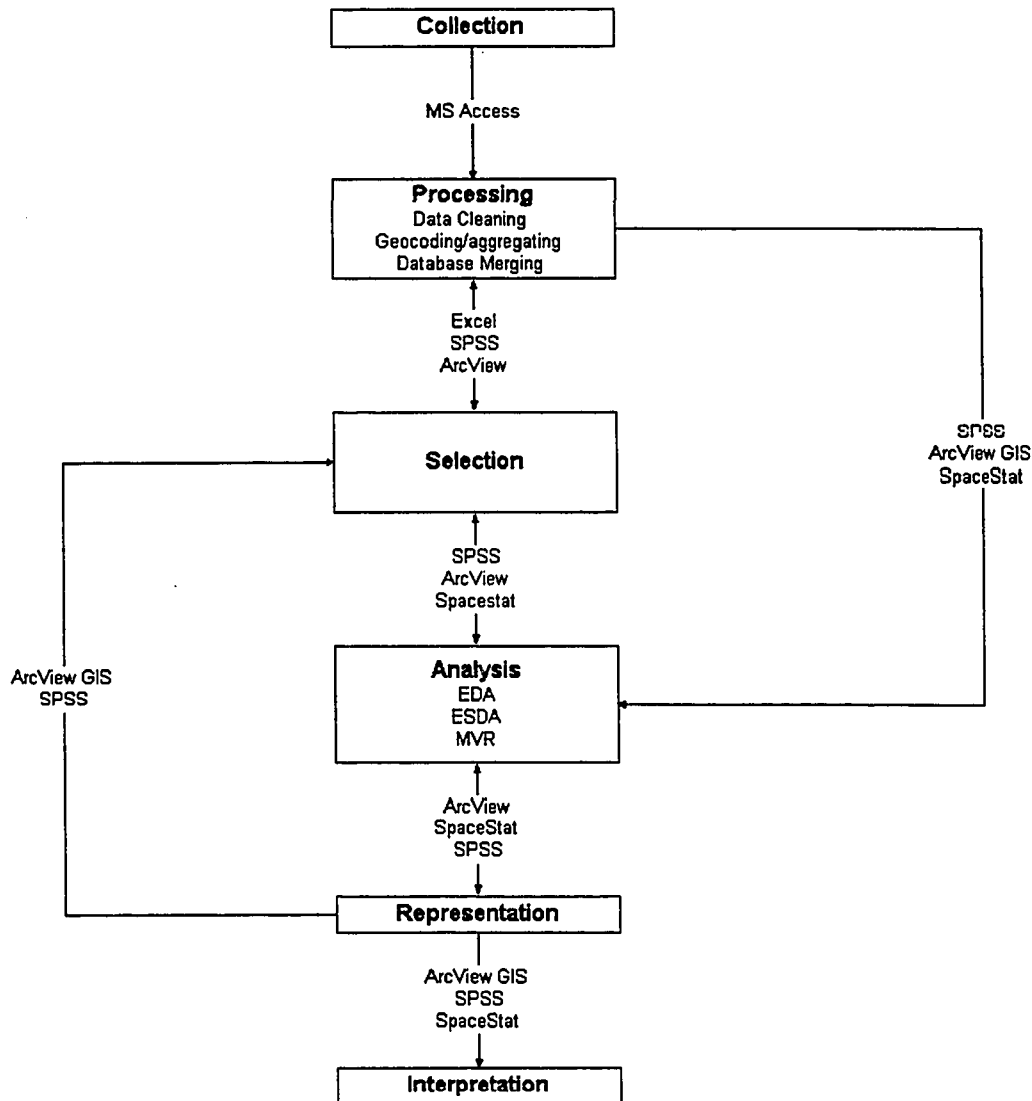 Collection
MS Access
Processing
Data Cleaning
Geocoding/aggregating
Database Merging
Excel
SPSS
ArcView
Selection
SPSS
ArcView GIS
SpaceStat
SPSS
ArcView
Spacestat
Analysis
EDA
ESDA
MVR
ArcView GIS
SPSS
ArcView
SpaceStat
SPSS
Representation
ArcView GIS
SPSS
SpaceStat
Interpretation